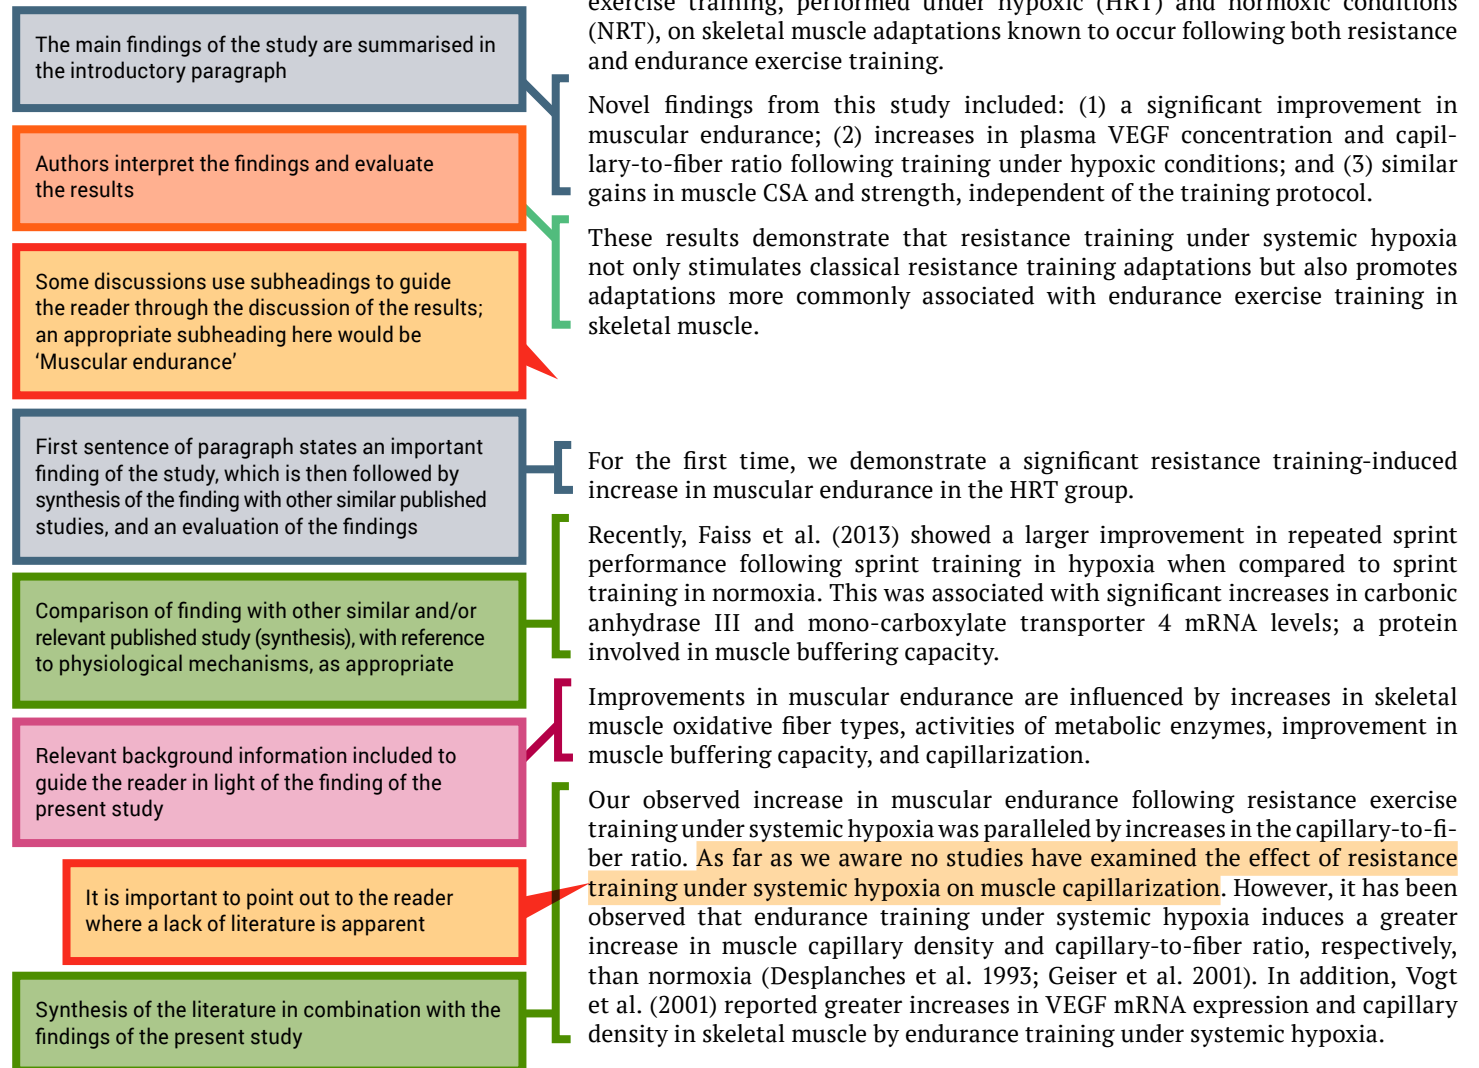 The main findings of the study are summarised in
the introductory paragraph
Authors interpret the findings and evaluate
the results
Some discussions use subheadings to guide
the reader through the discussion of the results;
an appropriate subheading here would be
‘Muscular endurance’
First sentence of paragraph states an important
finding of the study, which is then followed by
synthesis of the finding with other similar published
studies, and an evaluation of the findings
Comparison of finding with other similar and/or
relevant published study (synthesis), with reference
to physiological mechanisms, as appropriate
Relevant background information included to
guide the reader in light of the finding of the
present study
It is important to point out to the reader
where a lack of literature is apparent
Synthesis of the literature in combination with the
findings of the present study
exercise training, performed under hypoxic (HRT) and normoxic conditions
(NRT), on skeletal muscle adaptations known to occur following both resistance
and endurance exercise training.
Novel findings from this study included: (1) a significant improvement in
muscular endurance; (2) increases in plasma VEGF concentration and capil-
lary-to-fiber ratio following training under hypoxic conditions; and (3) similar
gains in muscle CSA and strength, independent of the training protocol.
These results demonstrate that resistance training under systemic hypoxia
not only stimulates classical resistance training adaptations but also promotes
adaptations more commonly associated with endurance exercise training in
skeletal muscle.
For the first time, we demonstrate a significant resistance training-induced
increase in muscular endurance in the HRT group.
Recently, Faiss et al. (2013) showed a larger improvement in repeated sprint
performance following sprint training in hypoxia when compared to sprint
training in normoxia. This was associated with significant increases in carbonic
anhydrase III and mono-carboxylate transporter 4 mRNA levels; a protein
involved in muscle buffering capacity.
Improvements in muscular endurance are influenced by increases in skeletal
muscle oxidative fiber types, activities of metabolic enzymes, improvement in
muscle buffering capacity, and capillarization.
Our observed increase in muscular endurance following resistance exercise
training under systemic hypoxia was paralleled by increases in the capillary-to-fi-
ber ratio. As far as we aware no studies have examined the effect of resistance
training under systemic hypoxia on muscle capillarization. However, it has been
observed that endurance training under systemic hypoxia induces a greater
increase in muscle capillary density and capillary-to-fiber ratio, respectively,
than normoxia (Desplanches et al. 1993; Geiser et al. 2001). In addition, Vogt
et al. (2001) reported greater increases in VEGF mRNA expression and capillary
density in skeletal muscle by endurance training under systemic hypoxia.